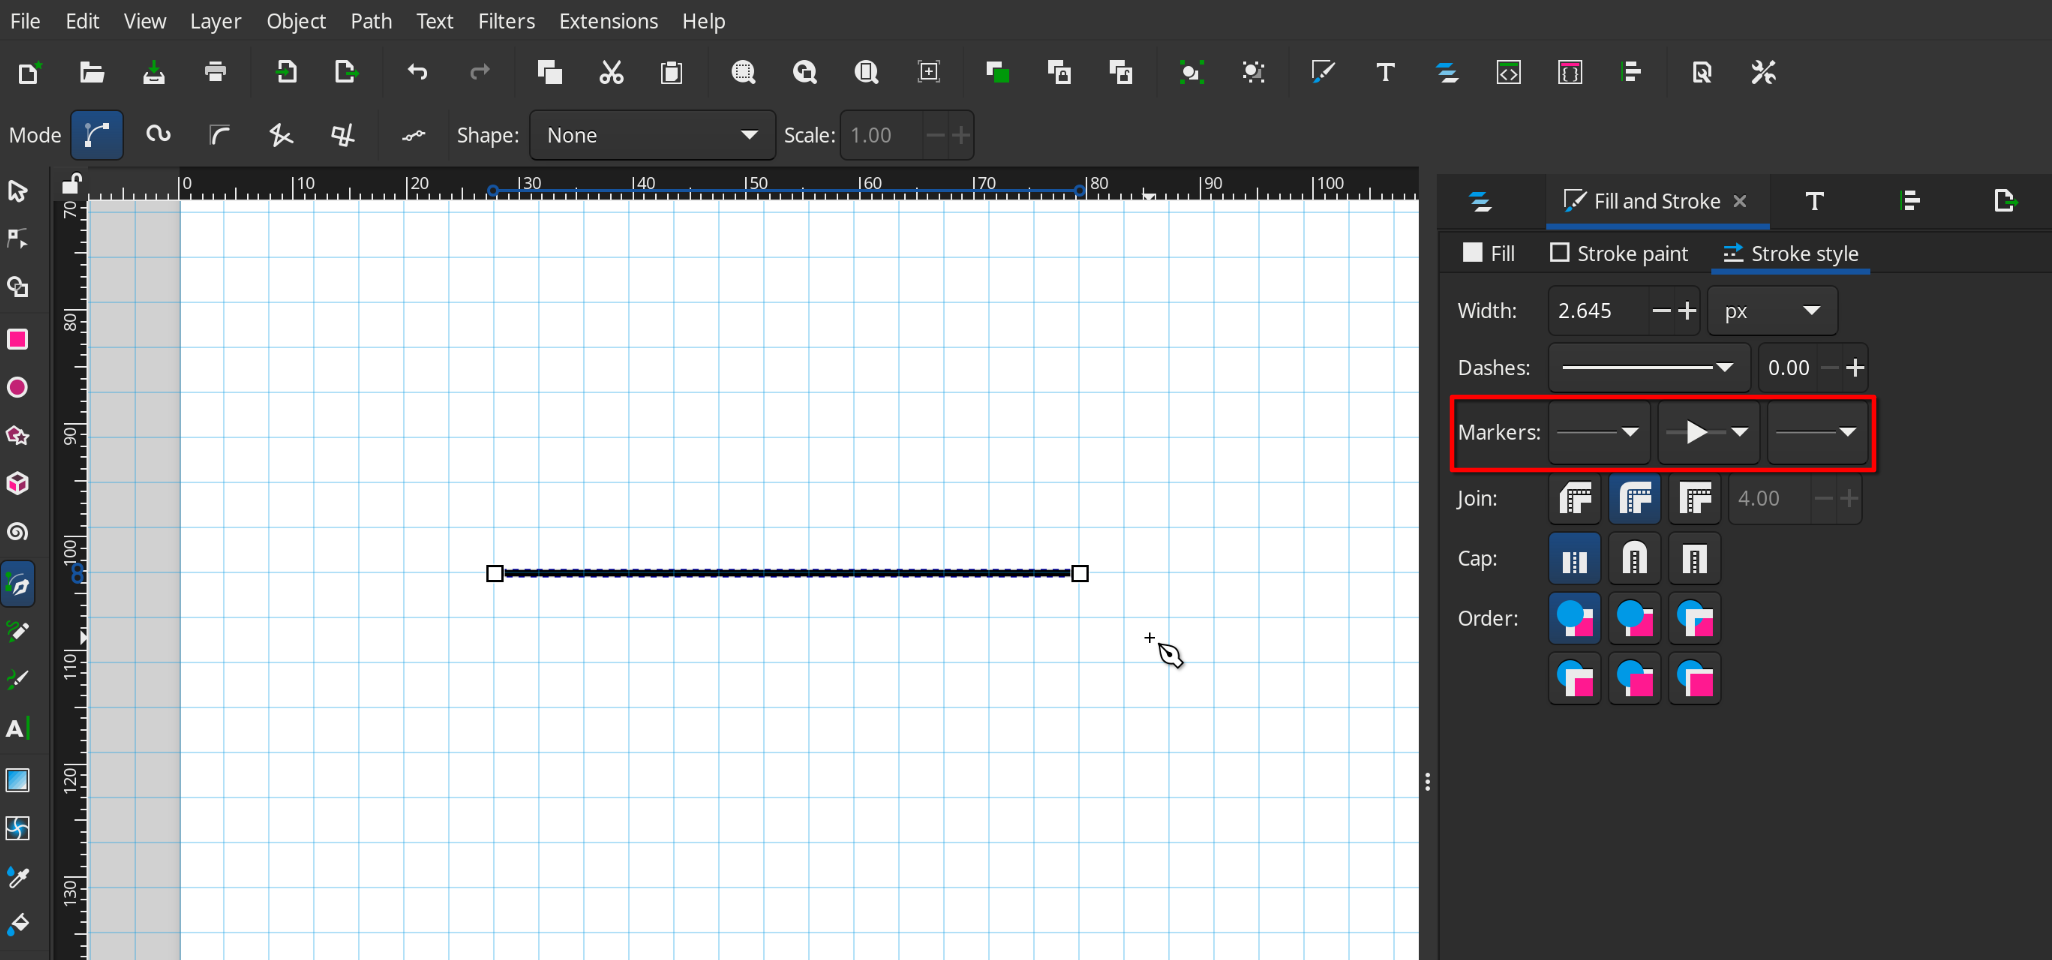 File Edit View Layer Object Path Text Filters Extensions Help
Mode Shape: None Scale: 1.00
0 10 20 30 40 50 60 70 80 90 100
Fill and Stroke
Fill Stroke paint Stroke style
Width: 2.645 px
Dashes: 0.00
Markers:
Join: 4.00
Cap:
Order:
70
80
90
100
110
120
130